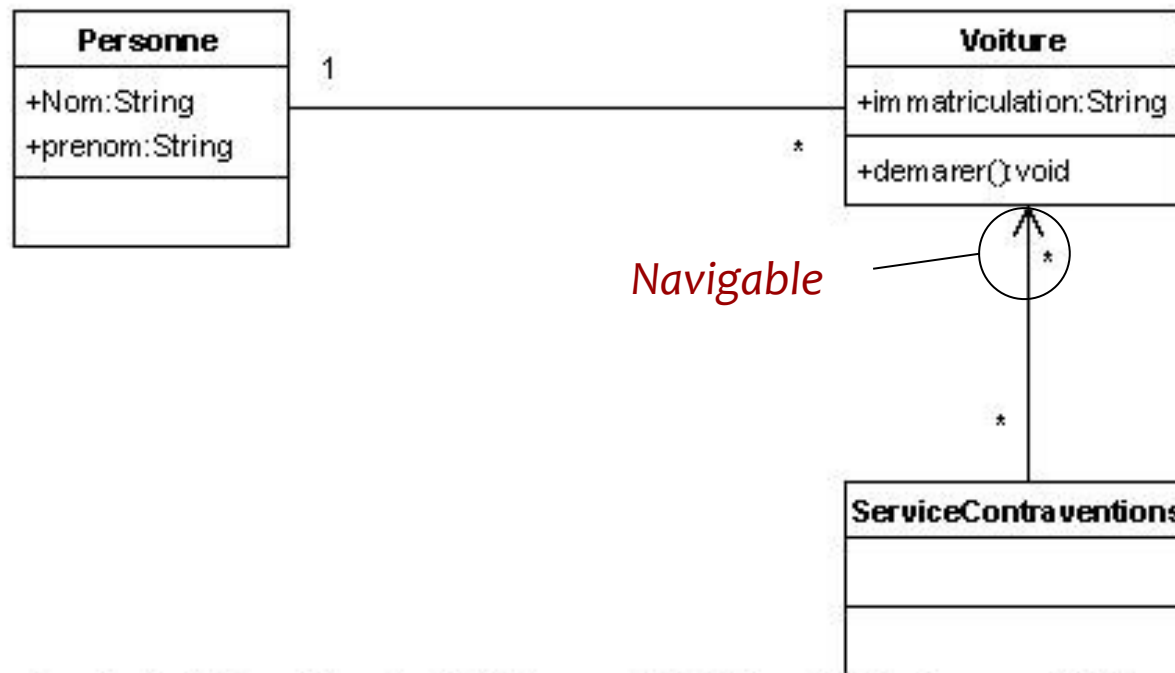 Personne
+Nom:String
+prenom:String
1
*
Voiture
+immatriculation:String
+demarer():void
*
Navigable
*
ServiceContraventions